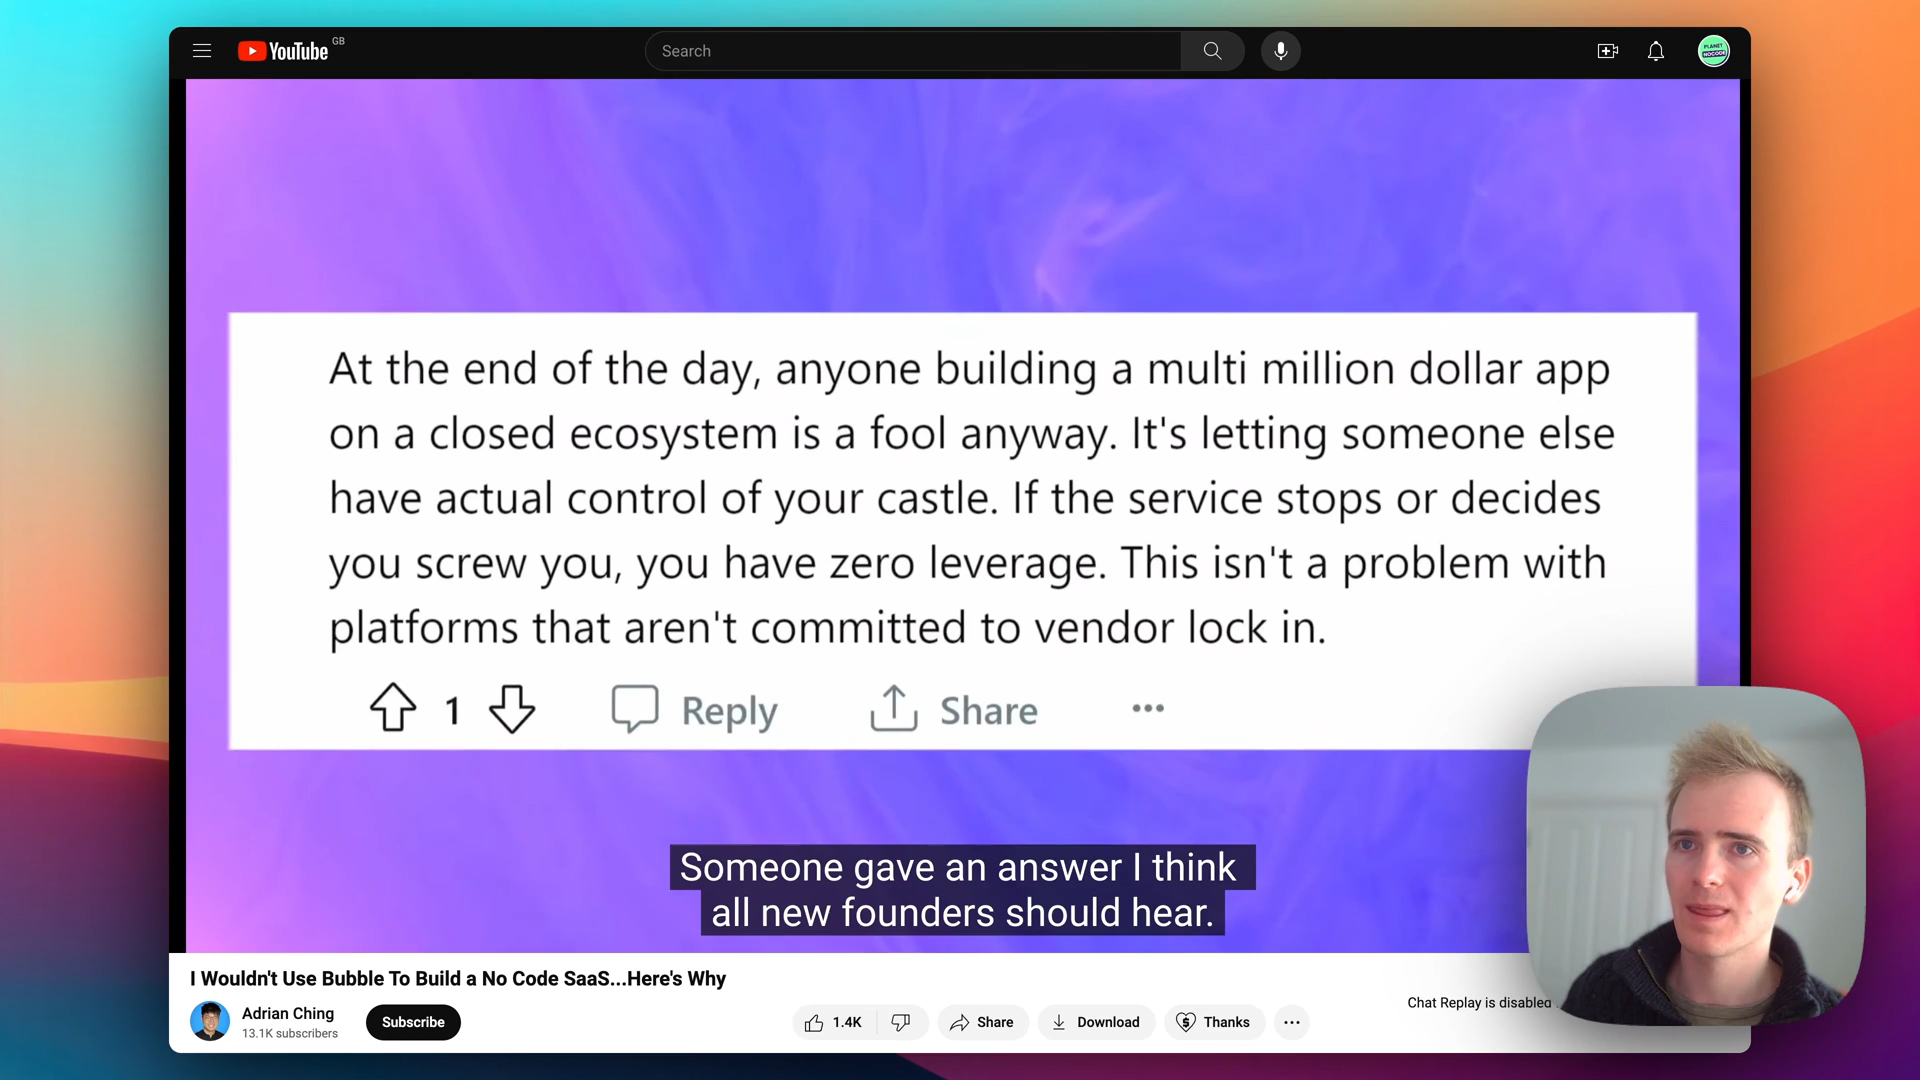 YouTube GB
Search
PLANET
NOCODE
At the end of the day, anyone building a multi million dollar app
on a closed ecosystem is a fool anyway. It's letting someone else
have actual control of your castle. If the service stops or decides
you screw you, you have zero leverage. This isn't a problem with
platforms that aren't committed to vendor lock in.
1 Reply Share
Someone gave an answer I think
all new founders should hear.
I Wouldn't Use Bubble To Build a No Code SaaS...Here's Why
Adrian Ching
13.1K subscribers
Subscribe
1.4K Share Download Thanks
Chat Replay is disabled